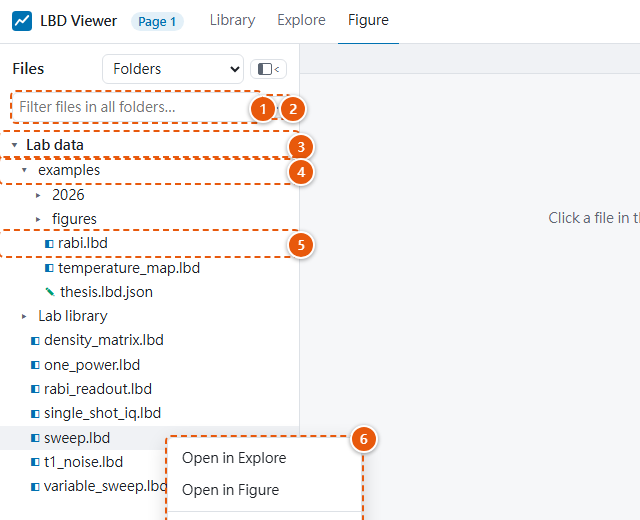 LBD Viewer Page 1 Library Explore Figure
Files Folders <
Filter files in all folders... 1 2
Lab data 3
examples 4
2026
figures
rabi.lbd 5
temperature_map.lbd
thesis.lbd.json
Lab library
density_matrix.lbd
one_power.lbd
rabi_readout.lbd
single_shot_iq.lbd
sweep.lbd
t1_noise.lbd
variable_sweep.lbd
6
Open in Explore
Open in Figure
Click a file in th